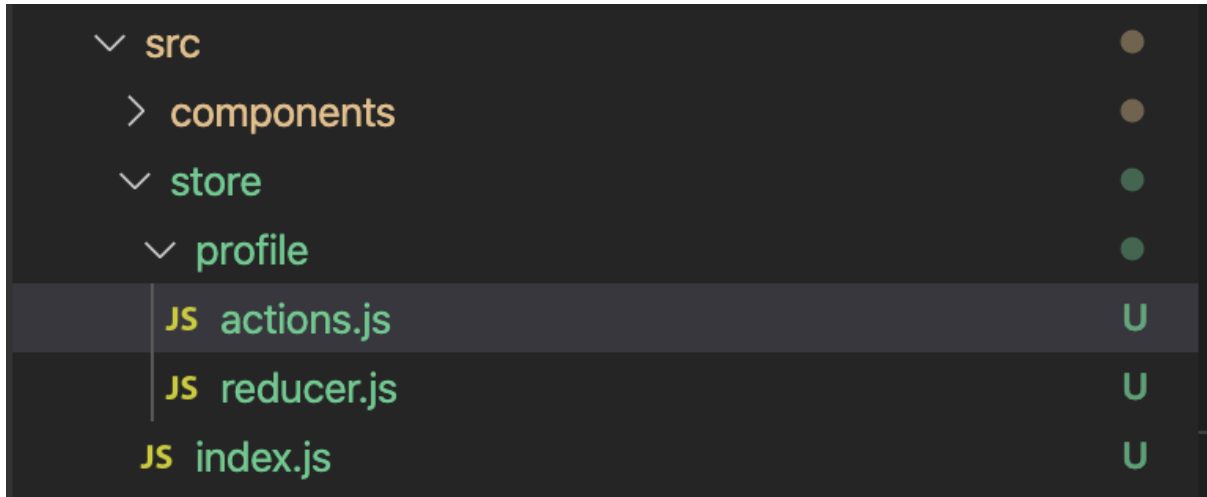 src
components
store
profile
JS actions.js U
JS reducer.js U
JS index.js U